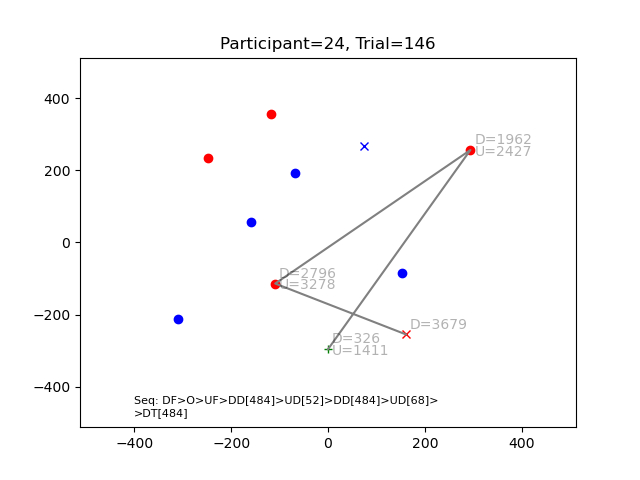 Participant=24, Trial=146
400
200
0
−200
−400
D=1962
U=2427
D=2796
U=3278
D=3679
D=326
U=1411
Seq: DF>O>UF>DD[484]>UD[52]>DD[484]>UD[68]>
>DT[484]
−400
−200
0
200
400